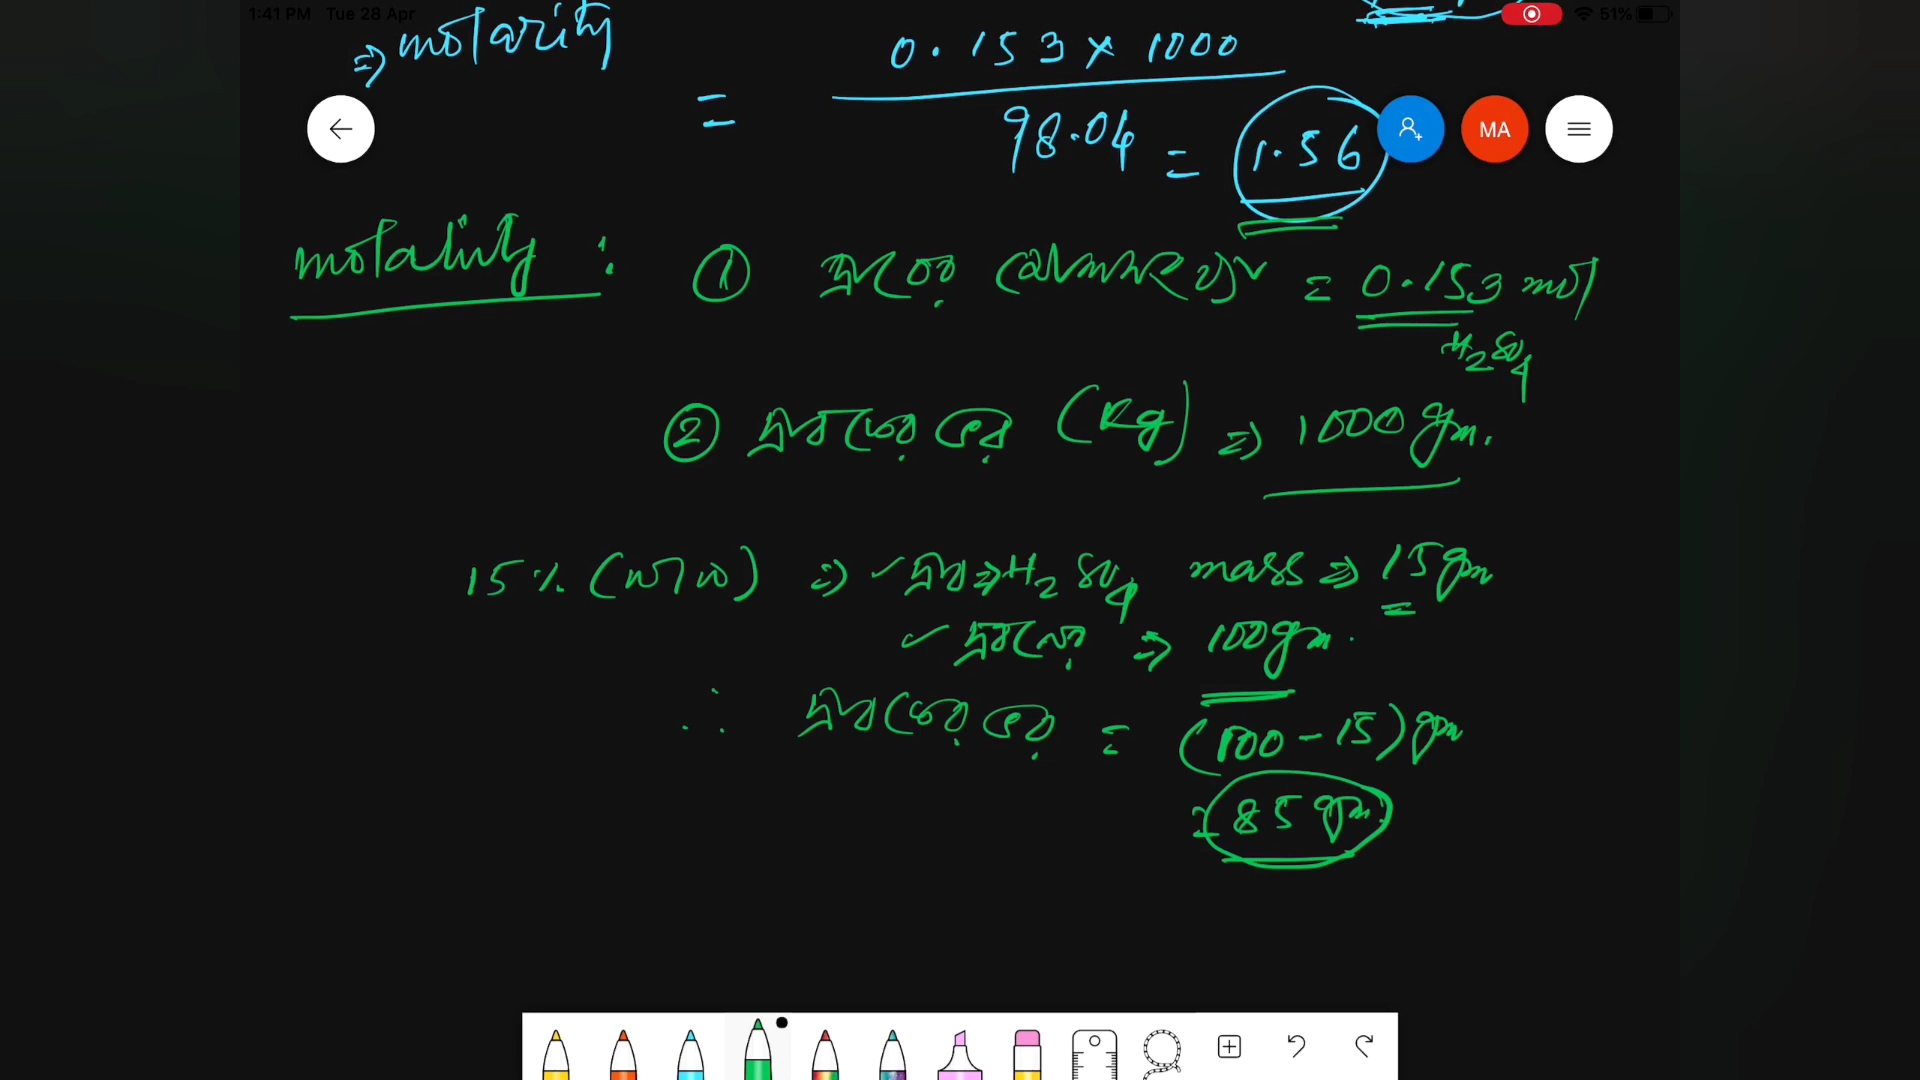 1:41 PM Tue 28 Apr 51%
⇒ molarity
0.153 × 1000
= 98.04 = 1.56
MA
molality : ① দ্রবের মোলসংখ্যা = 0.153 mol
H2SO4
② দ্রাবকের (Kg) ⇒ 1000 gm.
15% (W/W) ⇒ ✓ দ্রব ⇒ H2SO4 mass ⇒ 15 gm
✓ দ্রবণের ⇒ 100 gm.
∴ দ্রাবকের = (100 - 15) gm
= 85 gm.